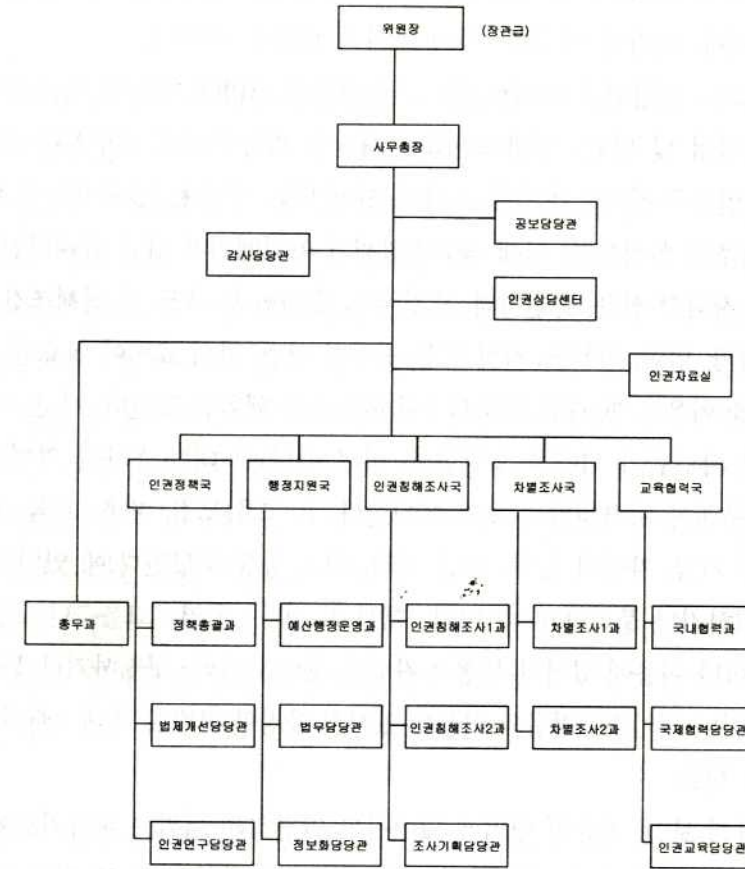 위원장 (장관급)
사무총장
공보담당관
감사담당관
인권상담센터
인권자료실
인권정책국 행정지원국 인권침해조사국 차별조사국 교육협력국
총무과 정책총괄과 예산행정운영과 인권침해조사1과 차별조사1과 국내협력과
법제개선담당관 법무담당관 인권침해조사2과 차별조사2과 국제협력담당관
인권연구담당관 정보화담당관 조사기획담당관 인권교육담당관